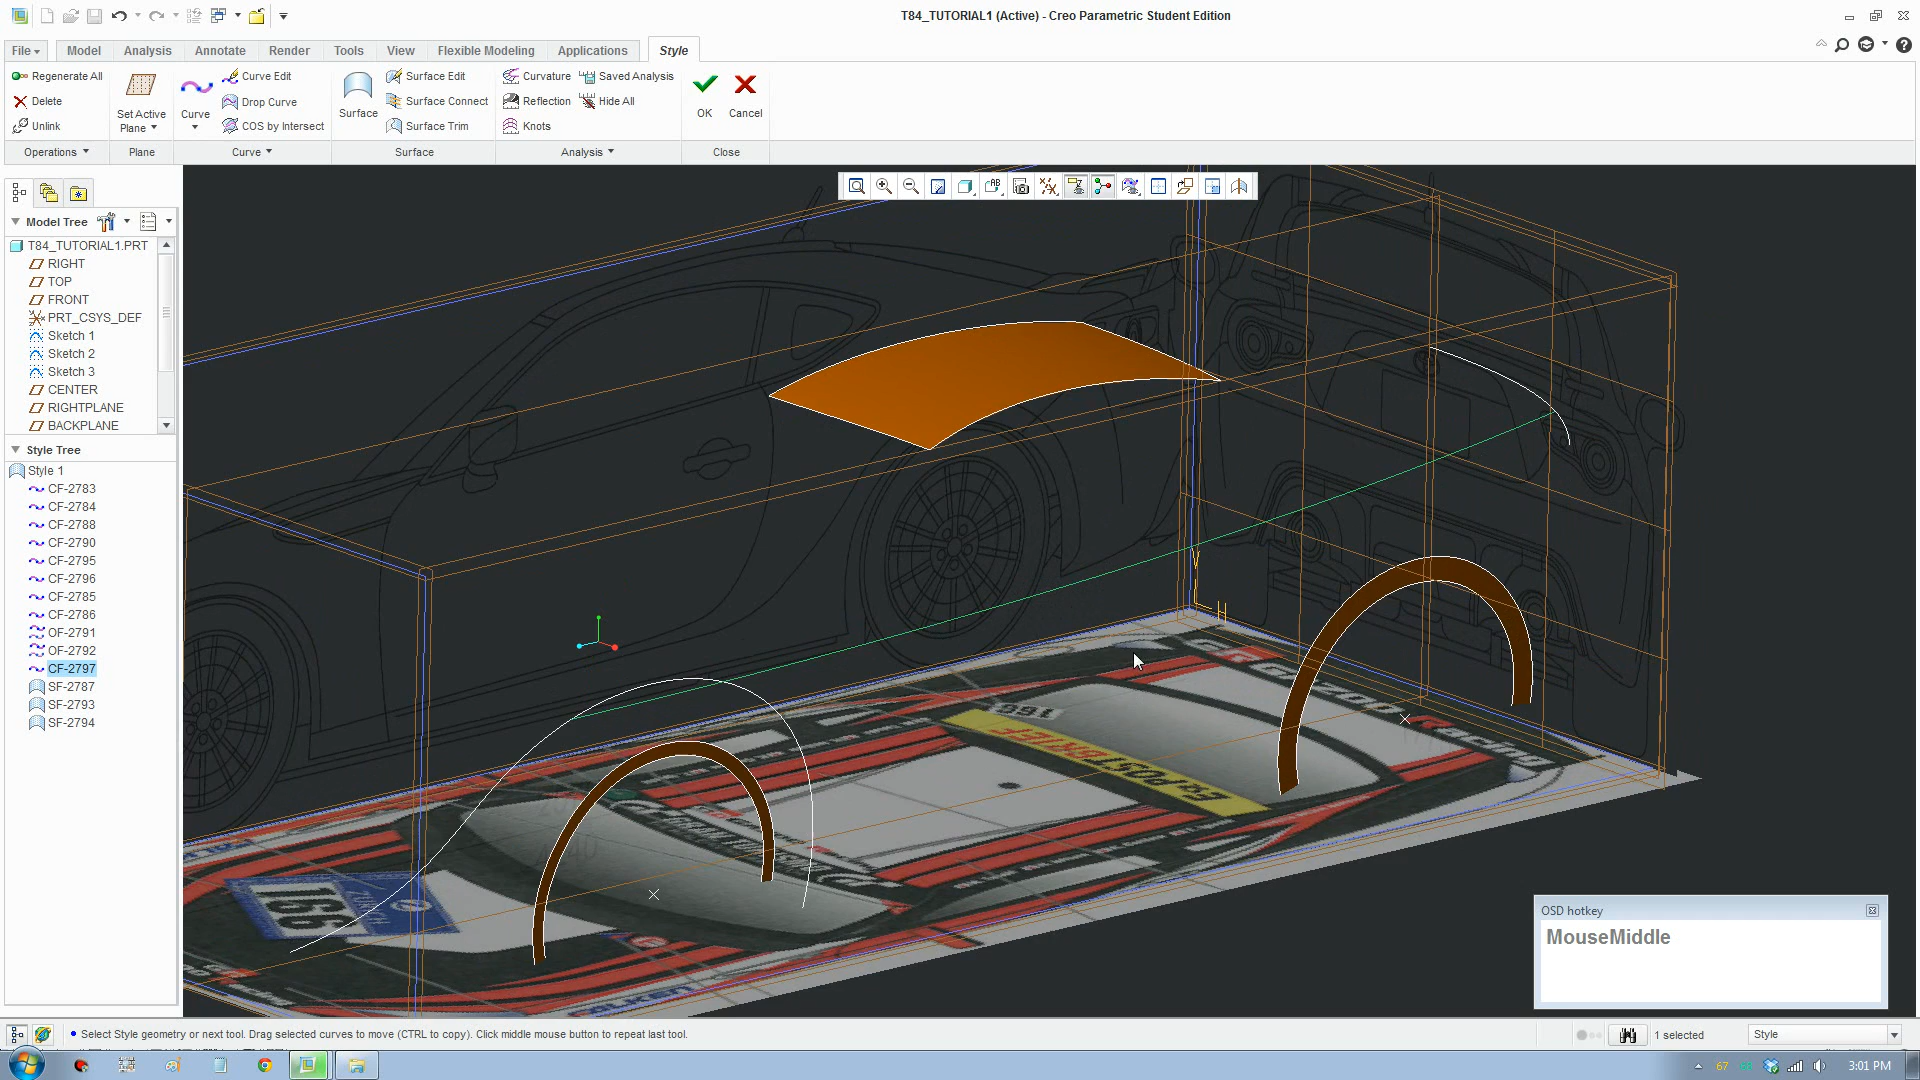 T84_TUTORIAL1 (Active) - Creo Parametric Student Edition
File Model Analysis Annotate Render Tools View Flexible Modeling Applications Style
Regenerate All
Delete
Unlink
Set Active
Plane
Curve
Curve Edit
Drop Curve
COS by Intersect
Surface
Surface Edit
Surface Connect
Surface Trim
Curvature
Reflection
Knots
Saved Analysis
Hide All
OK
Cancel
Operations Plane Curve Surface Analysis Close
Model Tree
T84_TUTORIAL1.PRT
RIGHT
TOP
FRONT
PRT_CSYS_DEF
Sketch 1
Sketch 2
Sketch 3
CENTER
RIGHTPLANE
BACKPLANE
Style Tree
Style 1
CF-2783
CF-2784
CF-2788
CF-2790
CF-2795
CF-2796
CF-2785
CF-2786
OF-2791
OF-2792
CF-2797
SF-2787
SF-2793
SF-2794
GAZOO Racing
POSTBRIEF
166
166
FALKEN
OSD hotkey
MouseMiddle
Select Style geometry or next tool. Drag selected curves to move (CTRL to copy). Click middle mouse button to repeat last tool.
1 selected
Style
67
3:01 PM